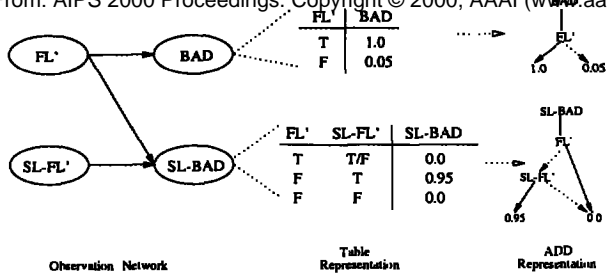 From: AIPS 2000 Proceedings. Copyright © 2000, AAAI (www.aa
FL' BAD
T 1.0
F 0.05
FL'
BAD
BAD
FL'
1.0 0.05
SL-FL'
SL-BAD
FL' SL-FL' SL-BAD
T T/F 0.0
F T 0.95
F F 0.0
SL-BAD
FL'
SL-FL'
0.95 0.0
Observation Network
Table
Representation
ADD
Representation